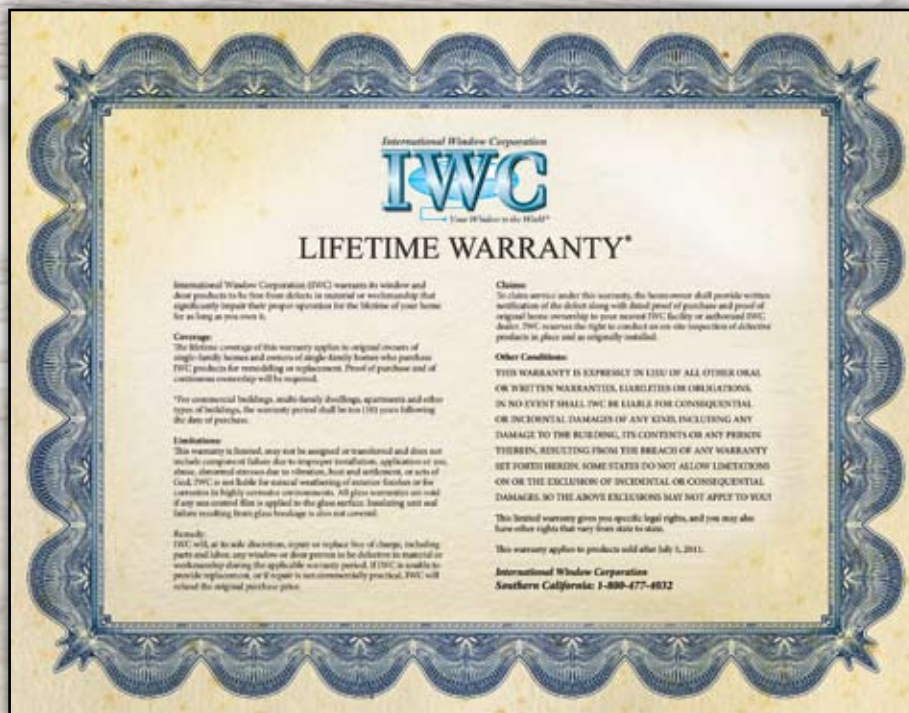 International Window Corporation
IWC
Your Window to the World
LIFETIME WARRANTY*
International Window Corporation (IWC) warrants its window and
door products to be free from defects in material or workmanship that
significantly impair their proper operation for the lifetime of your home
for as long as you own it.
Coverage:
The lifetime coverage of this warranty applies to original owners of
single-family homes and owners of single-family homes who purchase
IWC products for remodeling or replacement. Proof of purchase and of
continuous ownership will be required.
*For commercial buildings, multi-family dwellings, apartments and other
types of buildings, the warranty period shall be ten (10) years following
the date of purchase.
Limitations:
This warranty is limited, may not be assigned or transferred and does not
include component failure due to improper installation, application or use,
abuse, abnormal stresses due to vibration, heat and settlement, or acts of
God. IWC is not liable for natural weathering of exterior finishes or for
corrosion in highly corrosive environments. All glass warranties are void
if any sun control film is applied to the glass surface. Insulating unit seal
failure resulting from glass breakage is also not covered.
Remedy:
IWC will, at its sole discretion, repair or replace free of charge, including
parts and labor, any window or door proven to be defective in material or
workmanship during the applicable warranty period. If IWC is unable to
provide replacement, or if repair is not commercially practical, IWC will
refund the original purchase price.
Claims:
To claim service under this warranty, the homeowner shall provide written
notification of the defect along with dated proof of purchase and proof of
original home ownership to your nearest IWC facility or authorized IWC
dealer. IWC reserves the right to conduct an on-site inspection of defective
products in place and as originally installed.
Other Conditions:
THIS WARRANTY IS EXPRESSLY IN LIEU OF ALL OTHER ORAL
OR WRITTEN WARRANTIES, LIABILITIES OR OBLIGATIONS.
IN NO EVENT SHALL IWC BE LIABLE FOR CONSEQUENTIAL
OR INCIDENTAL DAMAGES OF ANY KIND, INCLUDING ANY
DAMAGE TO THE BUILDING, ITS CONTENTS OR ANY PERSON
THEREIN, RESULTING FROM THE BREACH OF ANY WARRANTY
SET FORTH HEREIN. SOME STATES DO NOT ALLOW LIMITATIONS
ON OR THE EXCLUSION OF INCIDENTAL OR CONSEQUENTIAL
DAMAGES. SO THE ABOVE EXCLUSIONS MAY NOT APPLY TO YOU!
This limited warranty gives you specific legal rights, and you may also
have other rights that vary from state to state.
This warranty applies to products sold after July 1, 2011.
International Window Corporation
Southern California: 1-800-477-4032